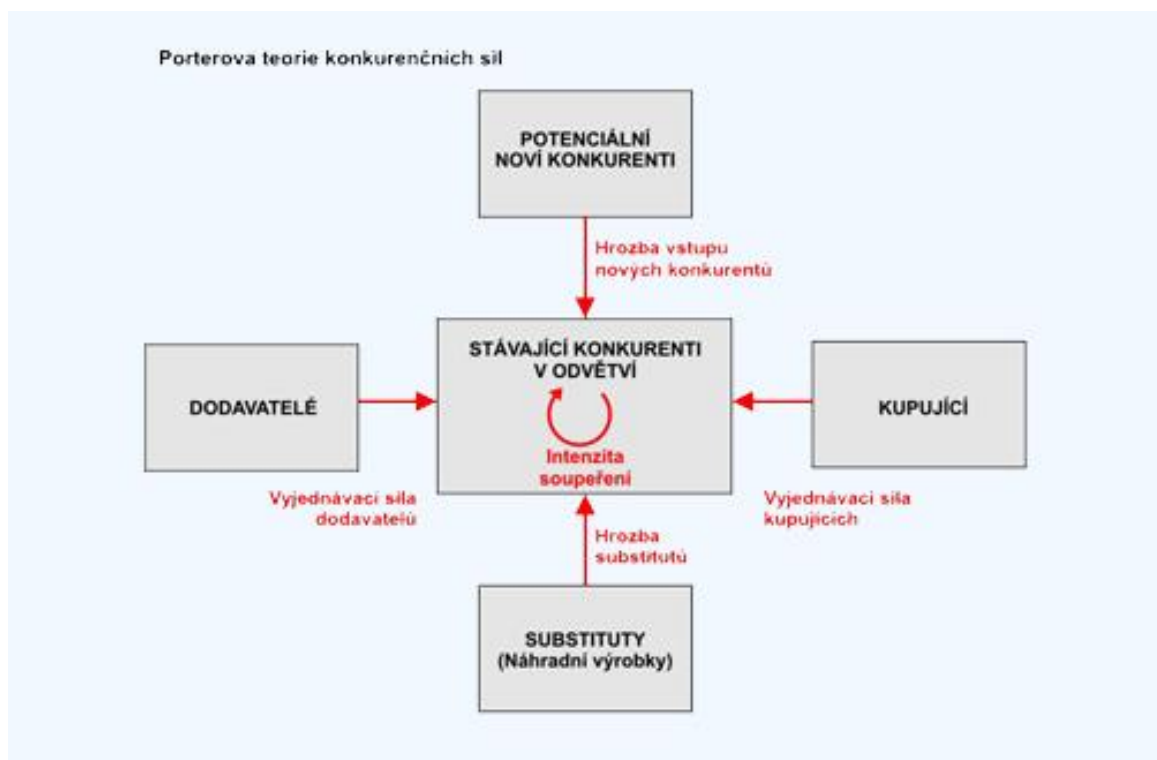 Porterova teorie konkurenčních sil
POTENCIÁLNÍ
NOVÍ KONKURENTI
Hrozba vstupu
nových konkurentů
STÁVAJÍCÍ KONKURENTI
V ODVĚTVÍ
Intenzita
soupeření
DODAVATELÉ
Vyjednávací síla
dodavatelů
KUPUJÍCÍ
Vyjednávací síla
kupujících
Hrozba
substitutů
SUBSTITUTY
(Náhradní výrobky)